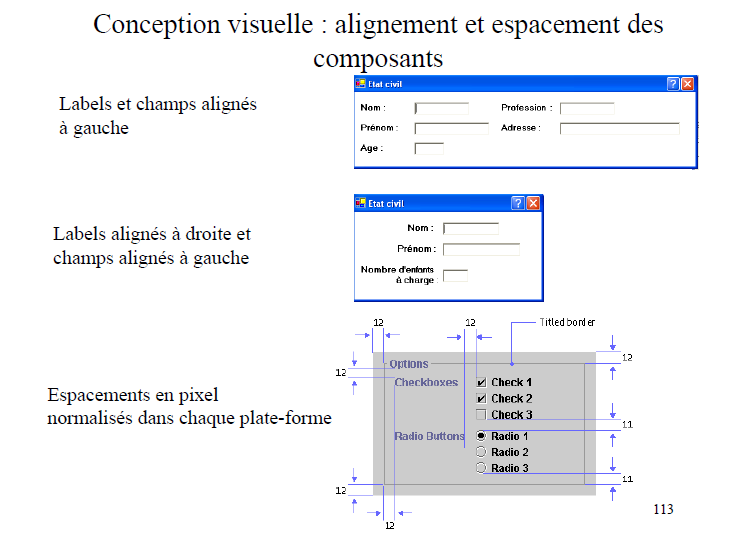 Conception visuelle : alignement et espacement des
composants
Labels et champs alignés
à gauche
Etat civil
Nom :
Profession :
Prénom :
Adresse :
Age :
Labels alignés à droite et
champs alignés à gauche
Etat civil
Nom :
Prénom :
Nombre d'enfants
à charge :
Espacements en pixel
normalisés dans chaque plate-forme
12
12
Titled border
12
12
Options
Checkboxes
Check 1
Check 2
Check 3
11
Radio Buttons
Radio 1
Radio 2
Radio 3
11
12
12
113